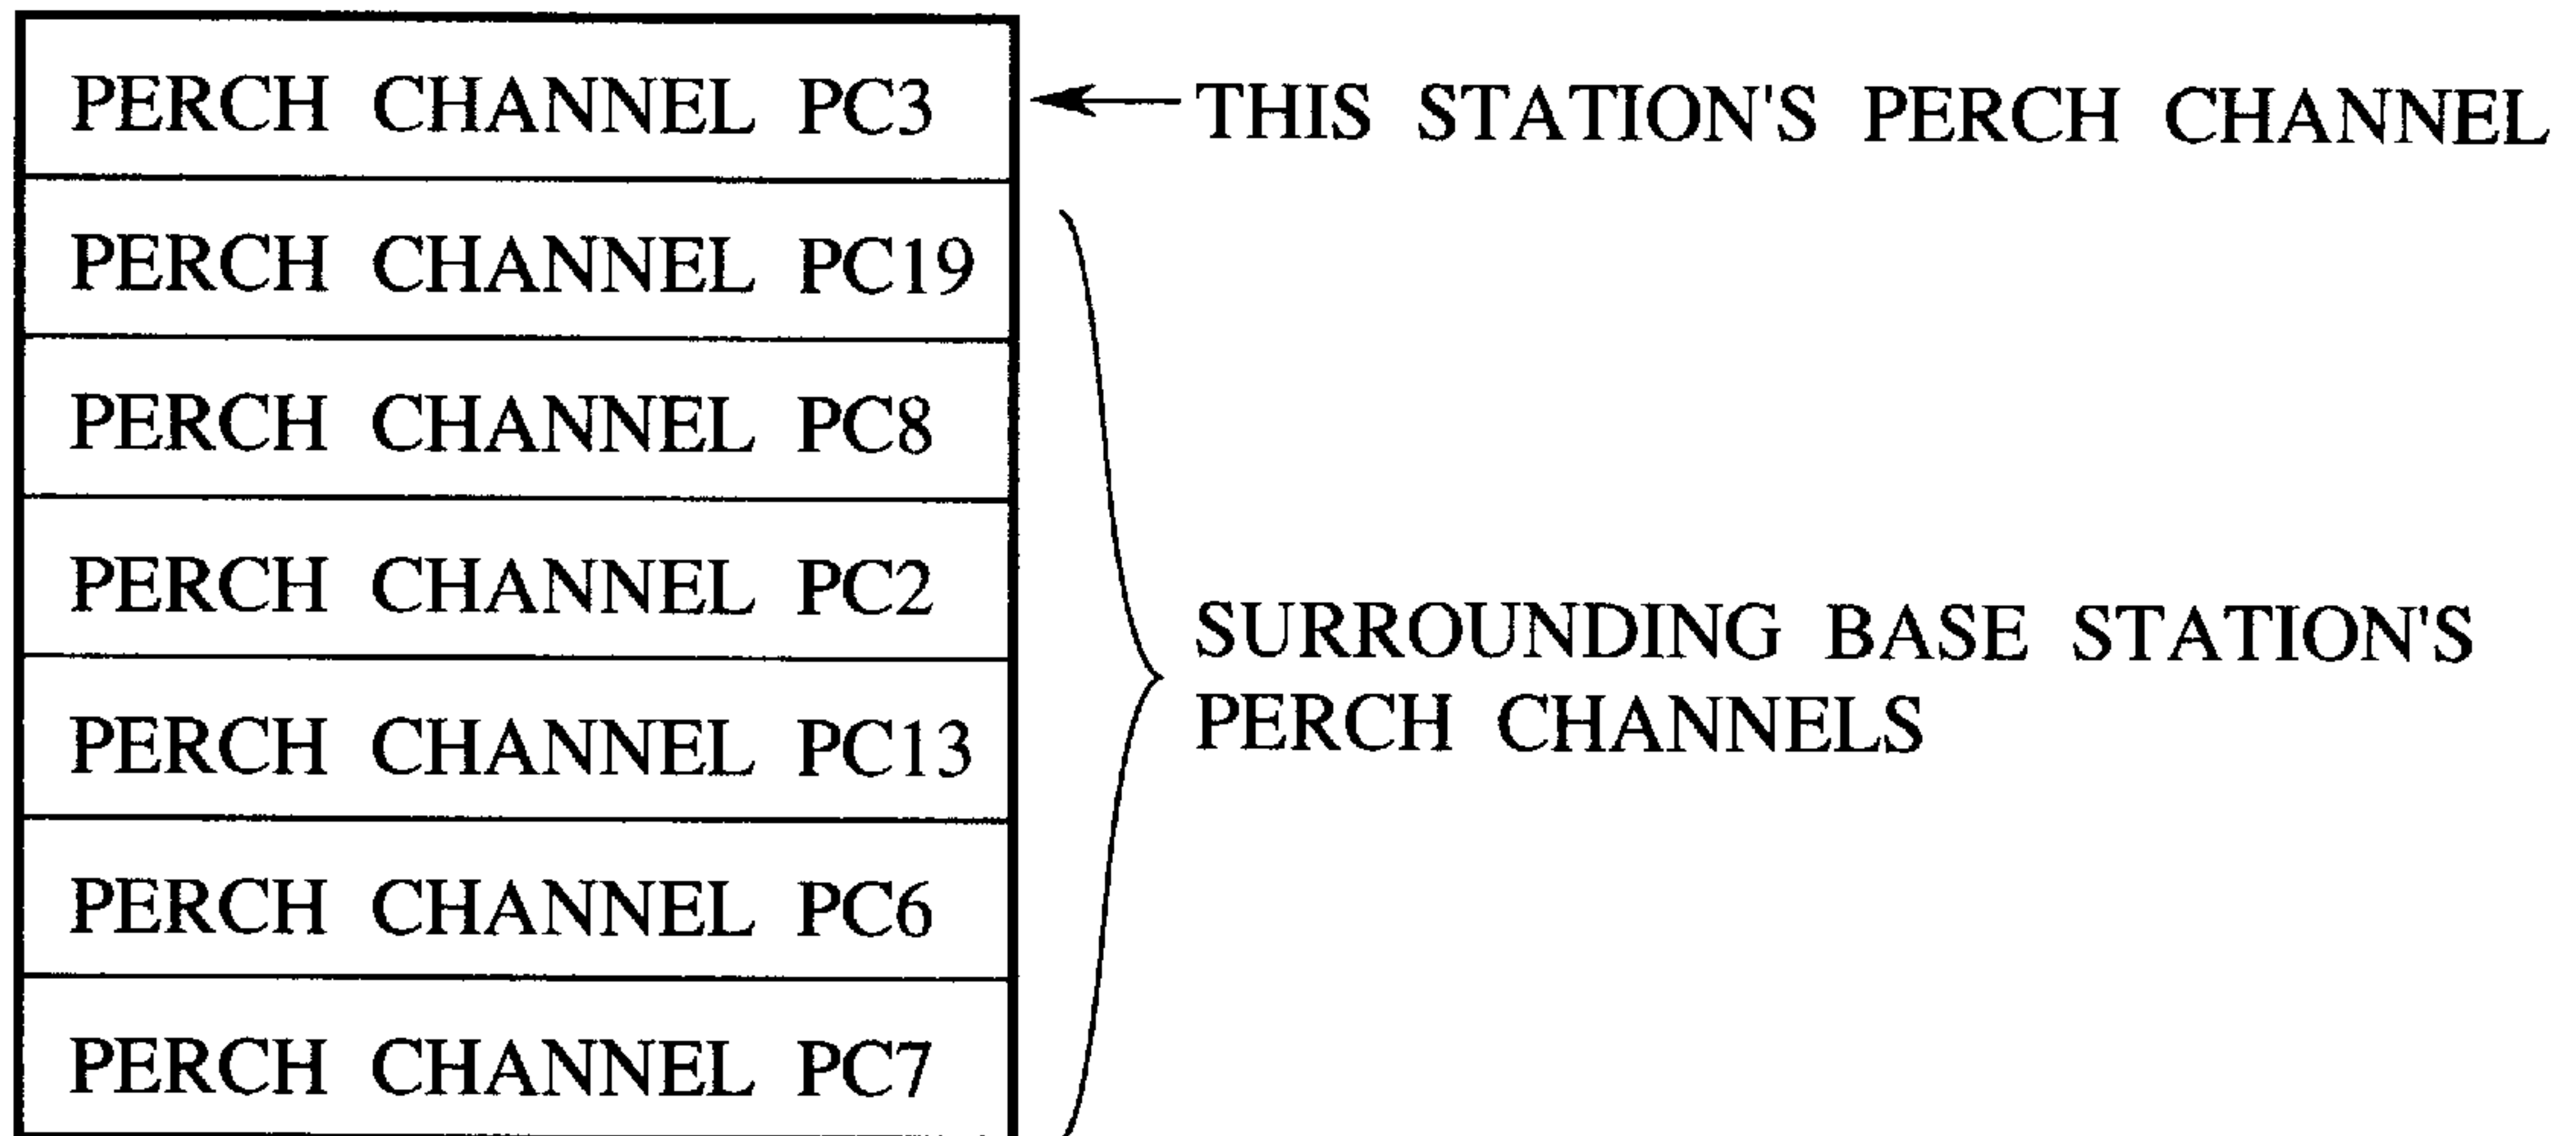 PERCH CHANNEL PC3
THIS STATION'S PERCH CHANNEL
PERCH CHANNEL PC19
PERCH CHANNEL PC8
PERCH CHANNEL PC2
PERCH CHANNEL PC13
PERCH CHANNEL PC6
PERCH CHANNEL PC7
SURROUNDING BASE STATION'S
PERCH CHANNELS